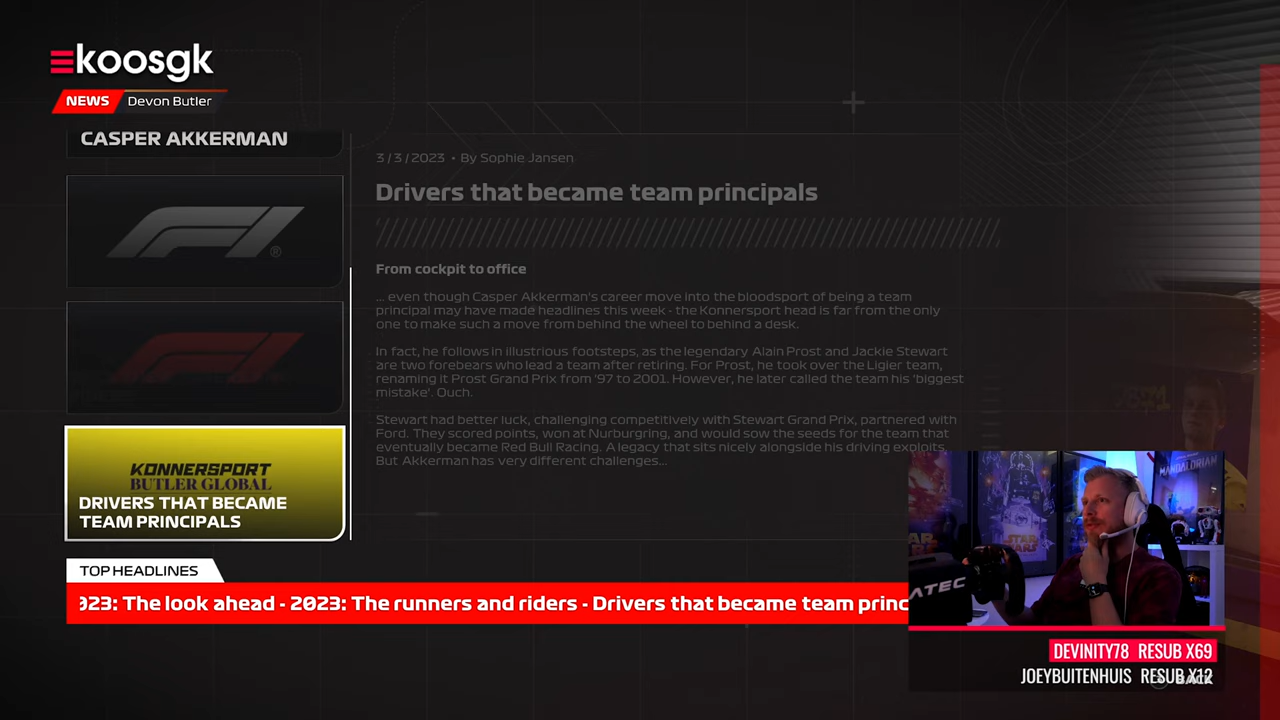 koosgk
NEWS Devon Butler
CASPER AKKERMAN
3/3/2023 • By Sophie Jansen
Drivers that became team principals
From cockpit to office
... even though Casper Akkerman's career move into the bloodsport of being a team
principal may have made headlines this week - the Konnersport head is far from the only
one to make such a move from behind the wheel to behind a desk.
In fact, he follows in illustrious footsteps, as the legendary Alain Prost and Jackie Stewart
are two forebears who lead a team after retiring. For Prost, he took over the Ligier team,
renaming it Prost Grand Prix from '97 to 2001. However, he later called the team his 'biggest
mistake'. Ouch.
Stewart had better luck, challenging competitively with Stewart Grand Prix, partnered with
Ford. They scored points, won at Nurburgring, and would sow the seeds for the team that
eventually became Red Bull Racing. A legacy that sits nicely alongside his driving exploits.
But Akkerman has very different challenges...
KONNERSPORT
BUTLER GLOBAL
DRIVERS THAT BECAME
TEAM PRINCIPALS
TOP HEADLINES
023: The look ahead - 2023: The runners and riders - Drivers that became team princ
MANDALORIAN
STAR
WARS
STAR
WARS
ATEC
DEVINITY78 RESUB X69
JOEYBUITENHUIS RESUB X12
BACK